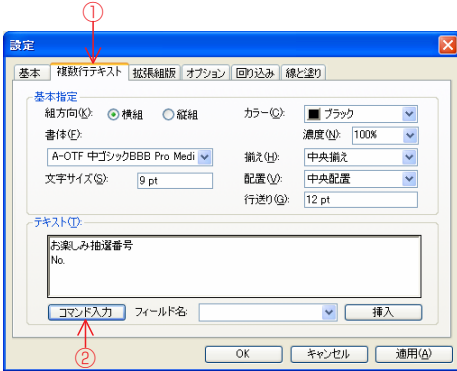 ①
設定
基本 複数行テキスト 拡張組版 オプション 回り込み 線と塗り
基本指定
組方向(K): 横組 縦組 カラー(C): ブラック
書体(F): 濃度(N): 100%
A-OTF 中ゴシックBBB Pro Medi 揃え(H): 中央揃え
文字サイズ(S): 9 pt 配置(V): 中央配置
行送り(G): 12 pt
テキスト(T):
お楽しみ抽選番号
No.
コマンド入力 フィールド名: 挿入
②
OK キャンセル 適用(A)